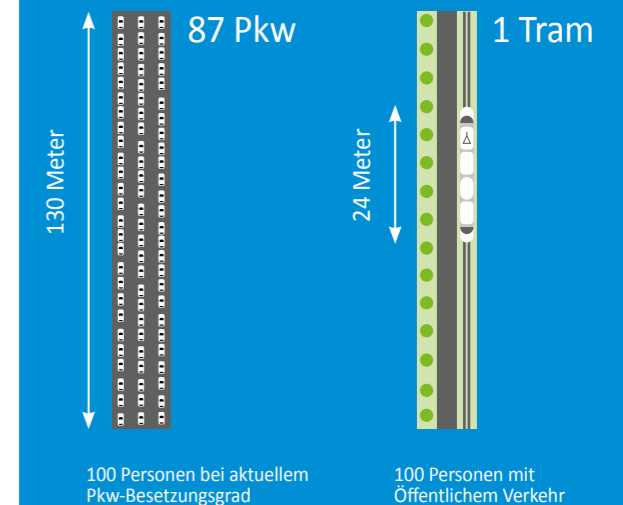 87 Pkw
130 Meter
100 Personen bei aktuellem
Pkw-Besetzungsgrad
1 Tram
24 Meter
100 Personen mit
Öffentlichem Verkehr